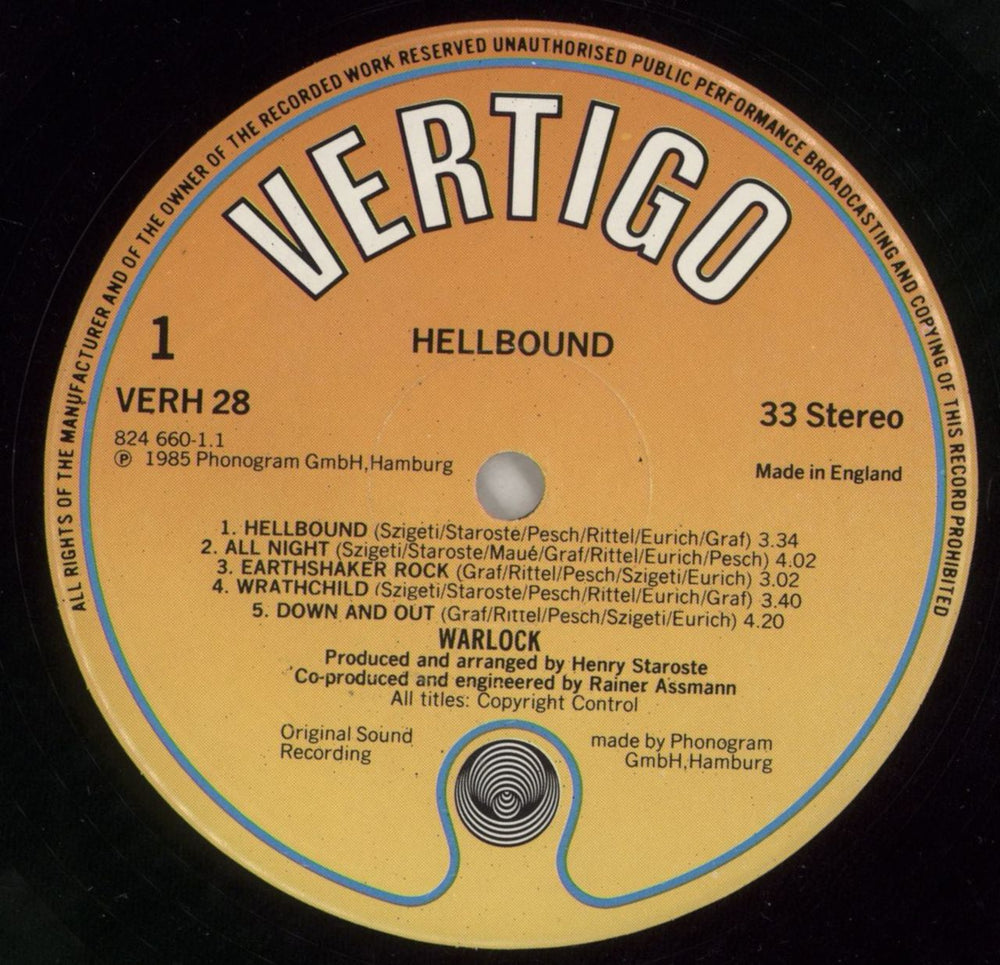 ALL RIGHTS OF THE MANUFACTURER AND OF THE OWNER OF THE RECORDED WORK RESERVED UNAUTHORISED PUBLIC PERFORMANCE BROADCASTING AND COPYING OF THIS RECORD PROHIBITED
VERTIGO
HELLBOUND
1
VERH 28
824 660-1.1
℗ 1985 Phonogram GmbH,Hamburg
33 Stereo
Made in England
1. HELLBOUND (Szigeti/Staroste/Pesch/Rittel/Eurich/Graf) 3.34
2. ALL NIGHT (Szigeti/Staroste/Maué/Graf/Rittel/Eurich/Pesch) 4.02
3. EARTHSHAKER ROCK (Graf/Rittel/Pesch/Szigeti/Eurich) 3.02
4. WRATHCHILD (Szigeti/Staroste/Pesch/Rittel/Eurich/Graf) 3.40
5. DOWN AND OUT (Graf/Rittel/Pesch/Szigeti/Eurich) 4.20
WARLOCK
Produced and arranged by Henry Staroste
Co-produced and engineered by Rainer Assmann
All titles: Copyright Control
Original Sound
Recording
made by Phonogram
GmbH,Hamburg